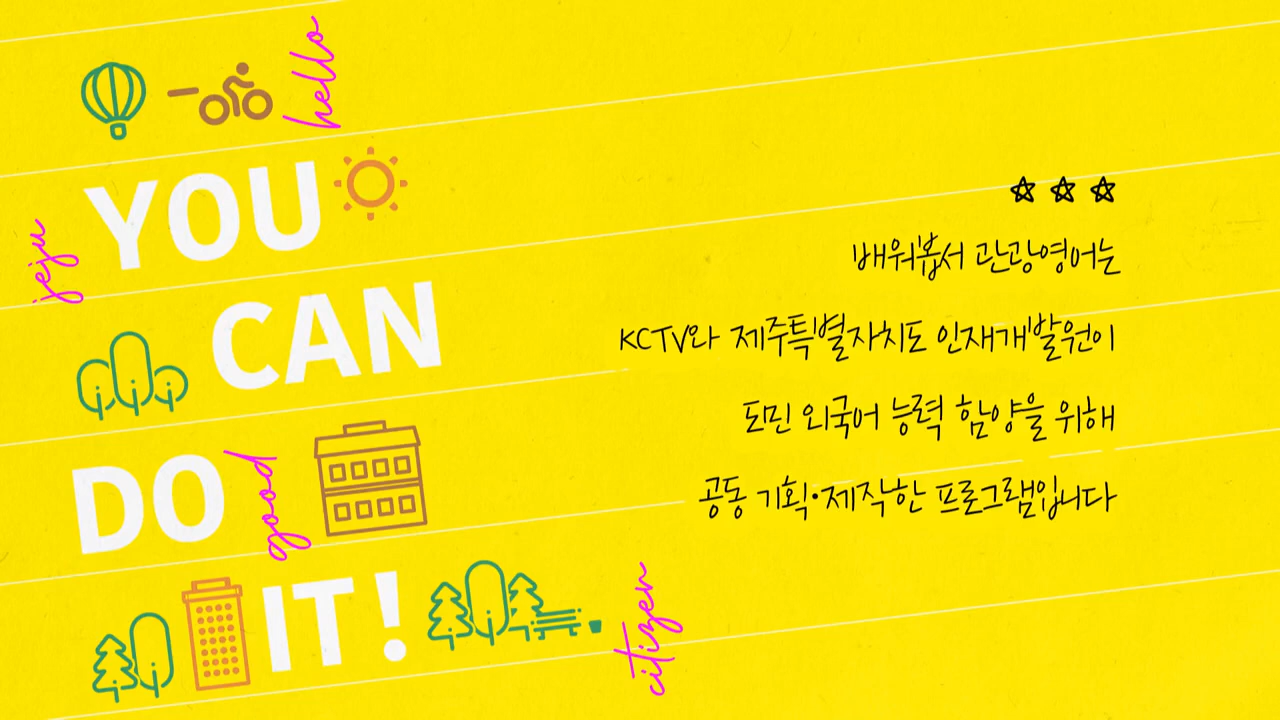 hello
jeju
YOU
CAN
DO
good
IT!
citizen
배워봅서 관광영어는
KCTV와 제주특별자치도 인재개발원이
도민 외국어 능력 함양을 위해
공동 기획·제작한 프로그램입니다